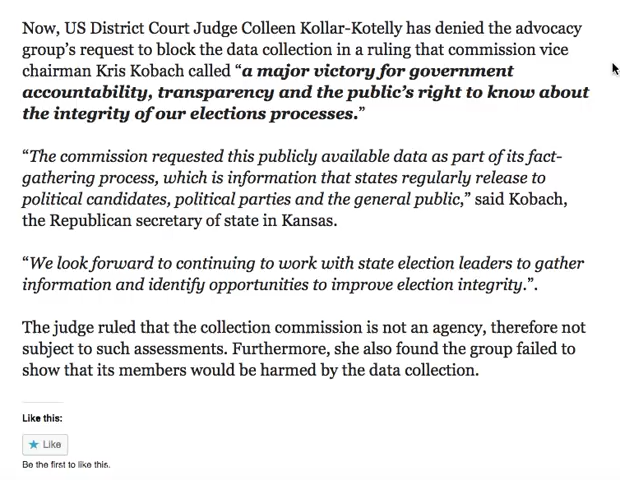 Now, US District Court Judge Colleen Kollar-Kotelly has denied the advocacy
group’s request to block the data collection in a ruling that commission vice
chairman Kris Kobach called “a major victory for government
accountability, transparency and the public’s right to know about
the integrity of our elections processes.”
“The commission requested this publicly available data as part of its fact-
gathering process, which is information that states regularly release to
political candidates, political parties and the general public,” said Kobach,
the Republican secretary of state in Kansas.
“We look forward to continuing to work with state election leaders to gather
information and identify opportunities to improve election integrity.”.
The judge ruled that the collection commission is not an agency, therefore not
subject to such assessments. Furthermore, she also found the group failed to
show that its members would be harmed by the data collection.
Like this:
Like
Be the first to like this.